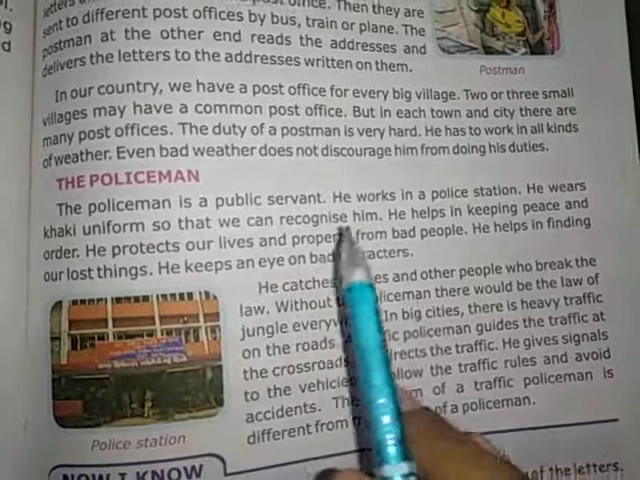 office. Then they are
sent to different post offices by bus, train or plane. The
postman at the other end reads the addresses and
delivers the letters to the addresses written on them.
Postman
In our country, we have a post office for every big village. Two or three small
villages may have a common post office. But in each town and city there are
many post offices. The duty of a postman is very hard. He has to work in all kinds
of weather. Even bad weather does not discourage him from doing his duties.
THE POLICEMAN
The policeman is a public servant. He works in a police station. He wears
khaki uniform so that we can recognise him. He helps in keeping peace and
order. He protects our lives and from bad people. He helps in finding
our lost things. He keeps an eye on bad
He catches and other people who break the
law. Without there would be the law of
jungle In big cities, there is heavy traffic
on the roads policeman guides the traffic at
the crossroads the traffic. He gives signals
to the the traffic rules and avoid
accidents. of a traffic policeman is
different from of a policeman.
Police station
NOW I KNOW
of the letters.